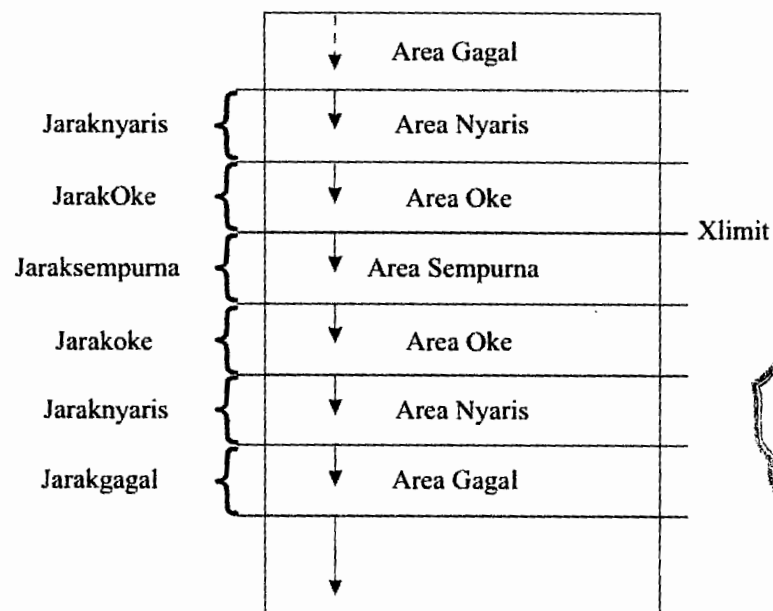 Area Gagal
Jaraknyaris
Area Nyaris
JarakOke
Area Oke
Xlimit
Jaraksempurna
Area Sempurna
Jarakoke
Area Oke
Jaraknyaris
Area Nyaris
Jarakgagal
Area Gagal